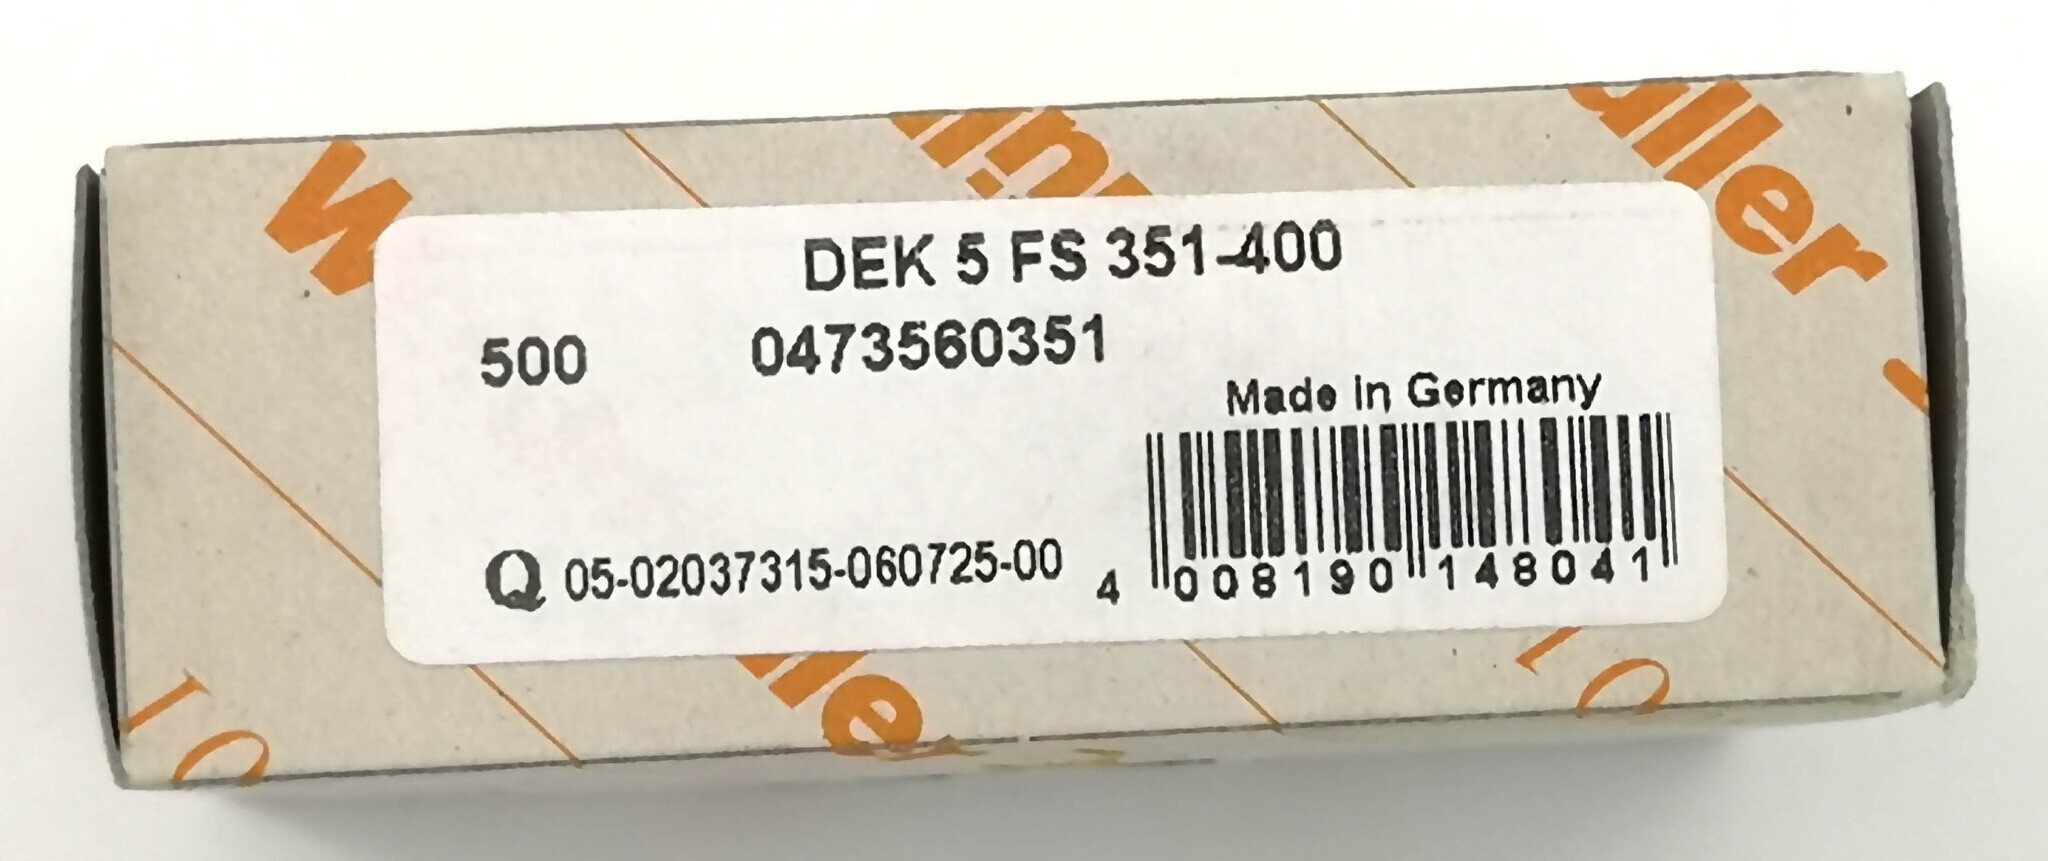 DEK 5 FS 351-400
500 0473560351
Made in Germany
Q 05-02037315-060725-00
4 008190 148041